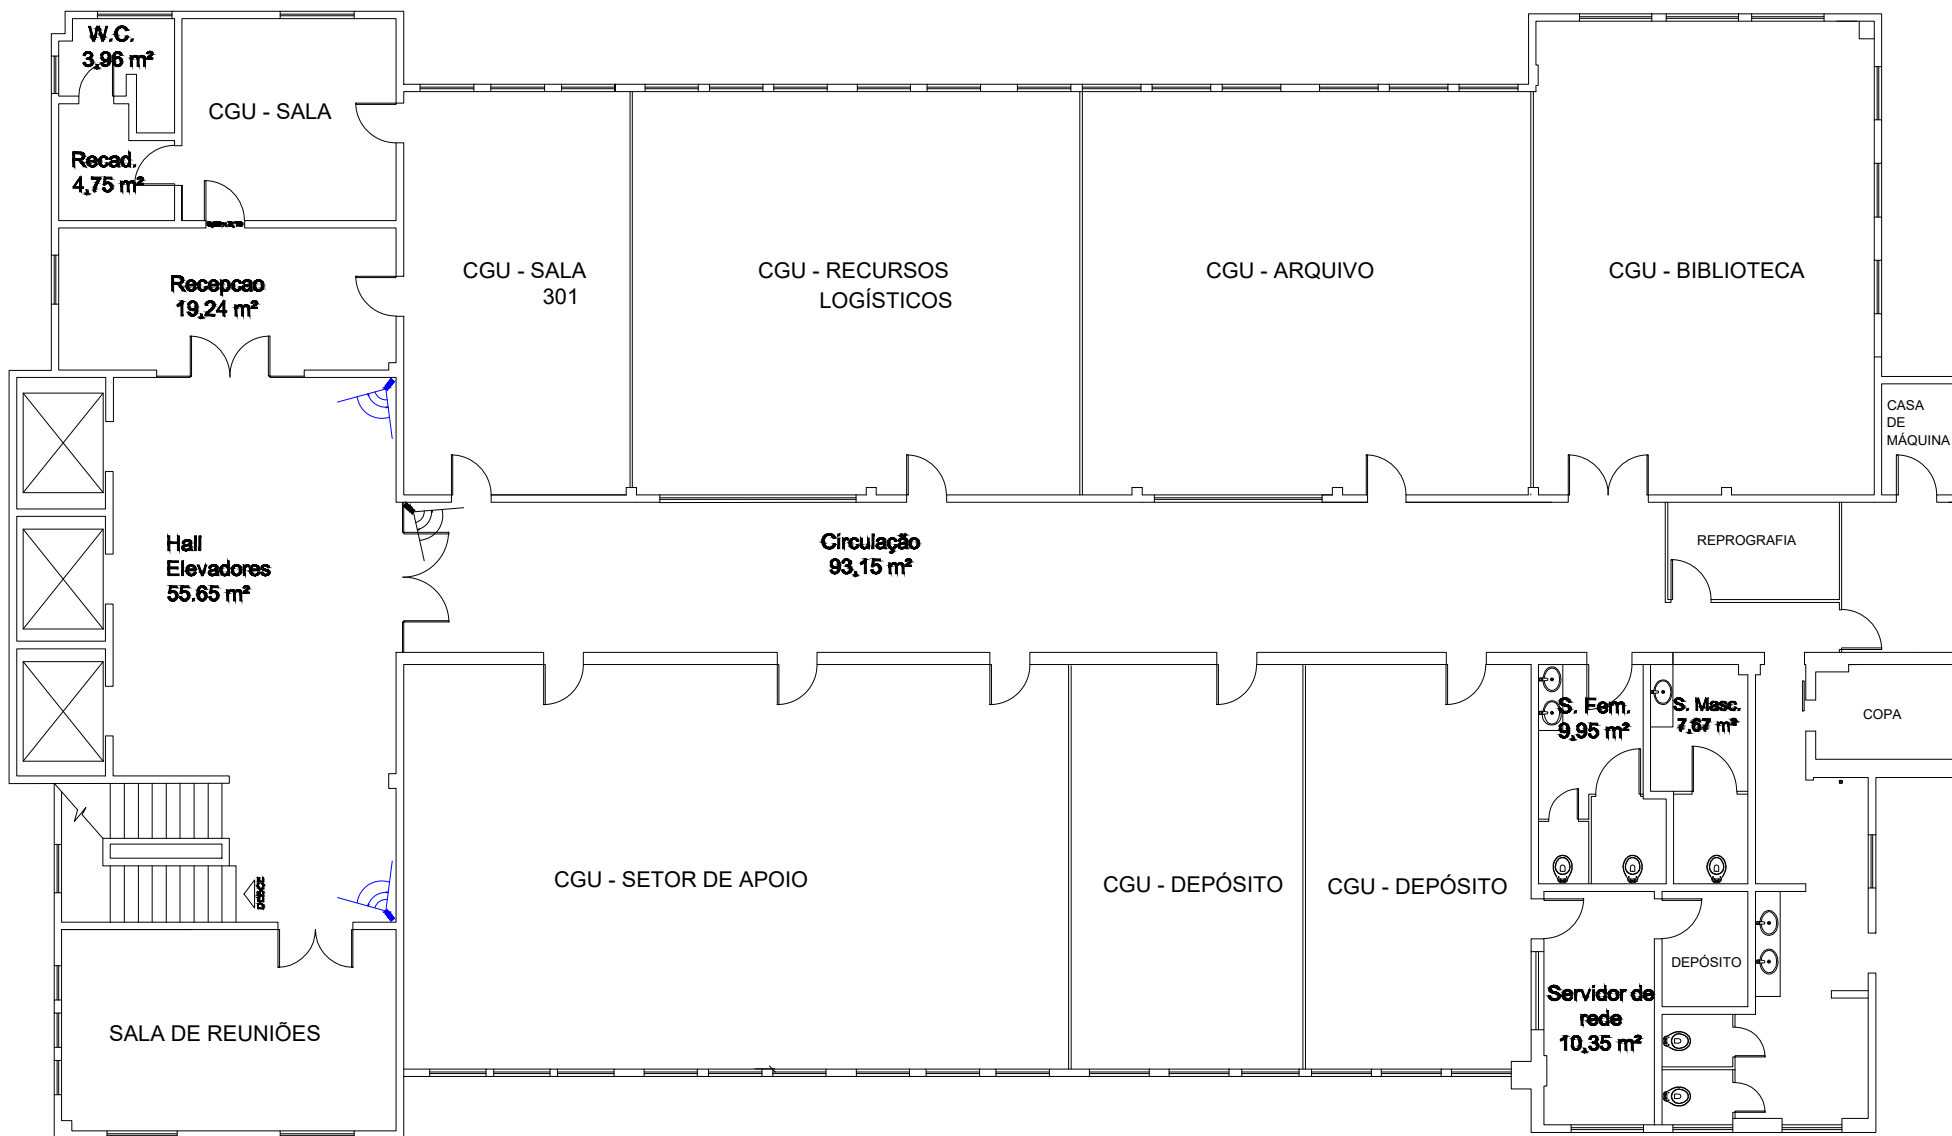 W.C.
3,96 m²
CGU - SALA
Recad.
4,75 m²
Recepcao
19,24 m²
CGU - SALA
301
CGU - RECURSOS
LOGÍSTICOS
CGU - ARQUIVO
CGU - BIBLIOTECA
CASA
DE
MÁQUINA
Hall
Elevadores
55.65 m²
Circulação
93,15 m²
REPROGRAFIA
S. Fem.
9,95 m²
S. Masc.
7,67 m²
COPA
CGU - SETOR DE APOIO
CGU - DEPÓSITO
CGU - DEPÓSITO
DEPÓSITO
Servidor de
rede
10,35 m²
SALA DE REUNIÕES